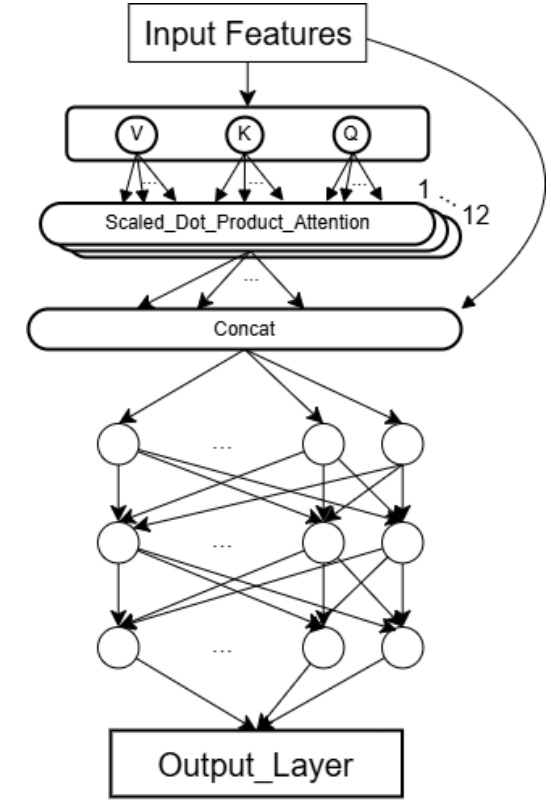 Input Features
V K Q
... ... ...
1 ... 12
Scaled_Dot_Product_Attention
...
Concat
...
...
...
Output_Layer